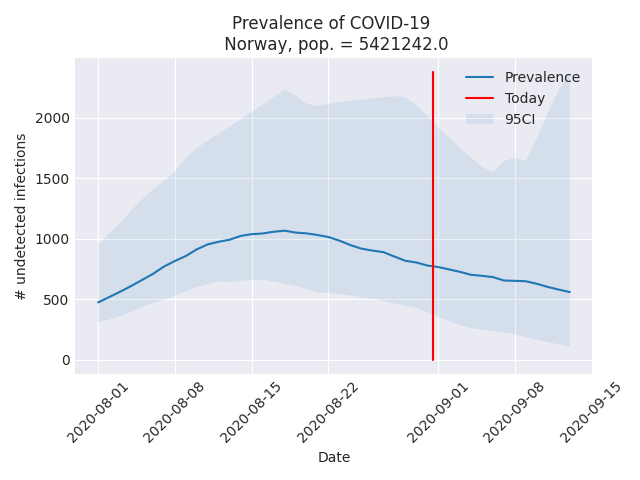 Prevalence of COVID-19
Norway, pop. = 5421242.0
Prevalence
Today
95CI
# undetected infections
2000
1500
1000
500
0
2020-08-01
2020-08-08
2020-08-15
2020-08-22
2020-09-01
2020-09-08
2020-09-15
Date